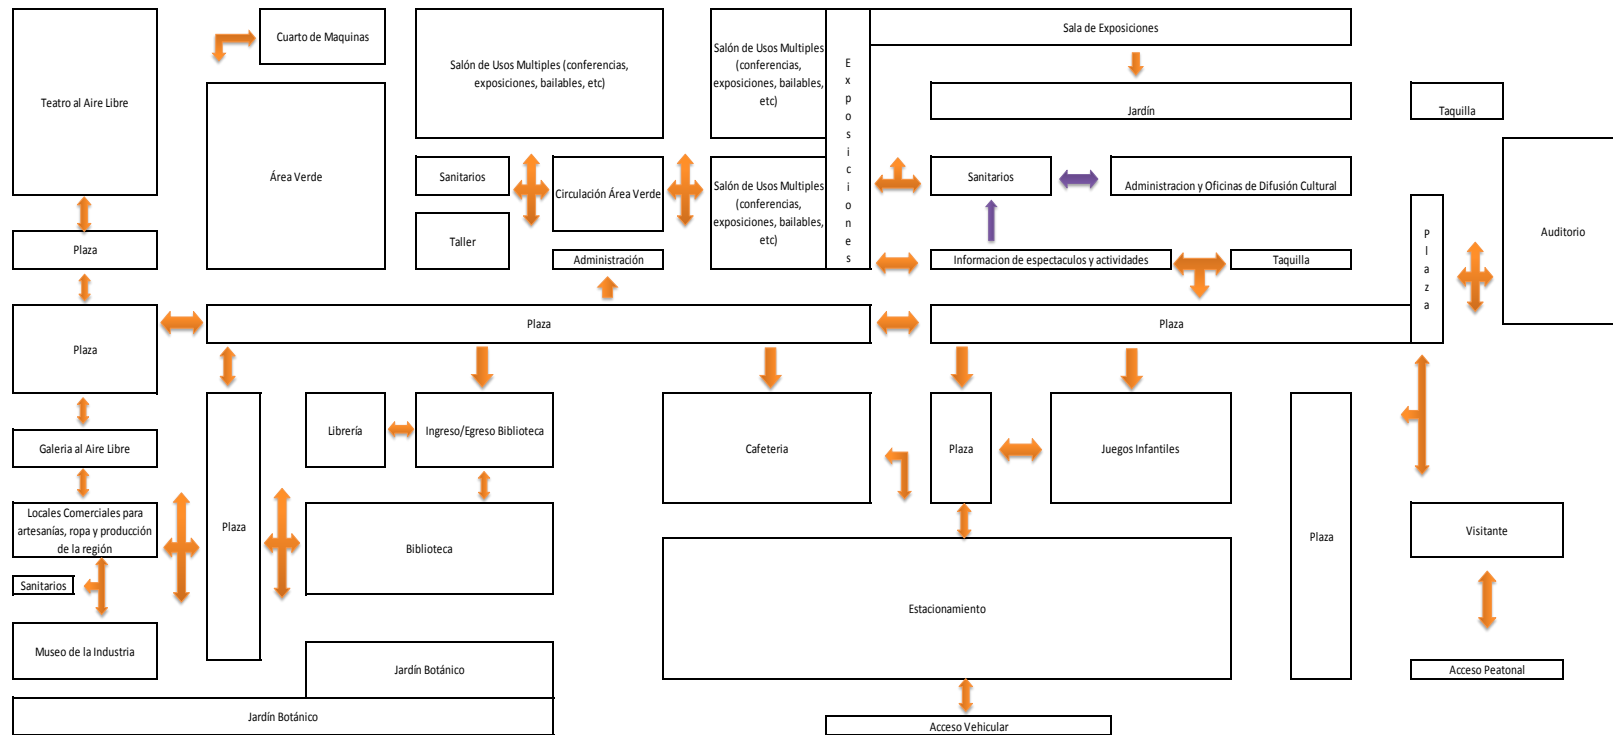 Teatro al Aire Libre
Cuarto de Maquinas
Salón de Usos Multiples (conferencias,
exposiciones, bailables, etc)
Salón de Usos Multiples
(conferencias,
exposiciones, bailables,
etc)
E
x
p
o
s
i
c
i
o
n
e
s
Sala de Exposiciones
Jardín
Taquilla
Área Verde
Sanitarios
Circulación Área Verde
Salón de Usos Multiples
(conferencias,
exposiciones, bailables,
etc)
Sanitarios
Administracion y Oficinas de Difusión Cultural
Auditorio
Plaza
Taller
Administración
Informacion de espectaculos y actividades
Taquilla
P
l
a
z
a
Plaza
Plaza
Plaza
Galeria al Aire Libre
Librería
Ingreso/Egreso Biblioteca
Cafeteria
Plaza
Juegos Infantiles
Locales Comerciales para
artesanías, ropa y producción
de la región
Plaza
Biblioteca
Plaza
Visitante
Sanitarios
Estacionamiento
Museo de la Industria
Jardín Botánico
Acceso Peatonal
Jardín Botánico
Acceso Vehicular